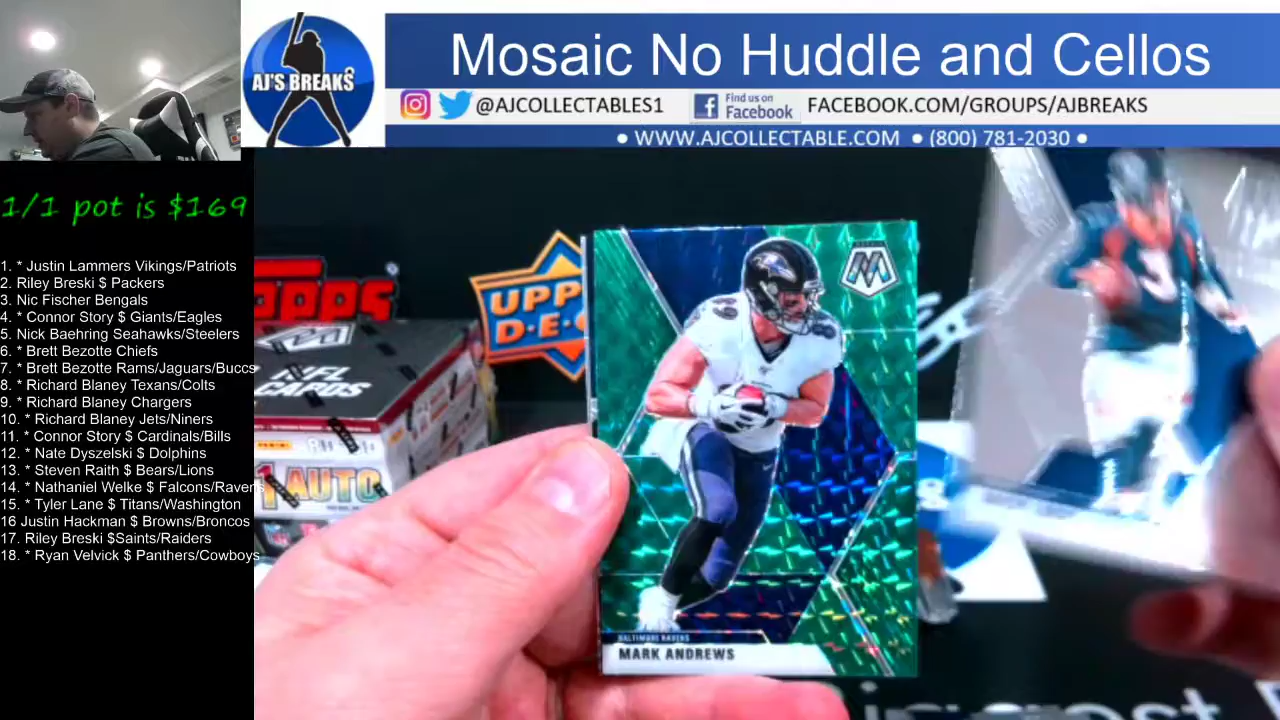 Mosaic No Huddle and Cellos
AJ'S BREAKS
@AJCOLLECTABLES1
Find us on
Facebook
FACEBOOK.COM/GROUPS/AJBREAKS
• WWW.AJCOLLECTABLE.COM • (800) 781-2030 •
1/1 pot is $169
1. * Justin Lammers Vikings/Patriots
2. Riley Breski $ Packers
3. Nic Fischer Bengals
4. * Connor Story $ Giants/Eagles
5. Nick Baehring Seahawks/Steelers
6. * Brett Bezotte Chiefs
7. * Brett Bezotte Rams/Jaguars/Buccs
8. * Richard Blaney Texans/Colts
9. * Richard Blaney Chargers
10. * Richard Blaney Jets/Niners
11. * Connor Story $ Cardinals/Bills
12. * Nate Dyszelski $ Dolphins
13. * Steven Raith $ Bears/Lions
14. * Nathaniel Welke $ Falcons/Ravens
15. * Tyler Lane $ Titans/Washington
16 Justin Hackman $ Browns/Broncos
17. Riley Breski $Saints/Raiders
18. * Ryan Velvick $ Panthers/Cowboys
UPP
D·E·
NFL
CARDS
1 AUTO
89
89
M
BALTIMORE RAVENS
MARK ANDREWS
3